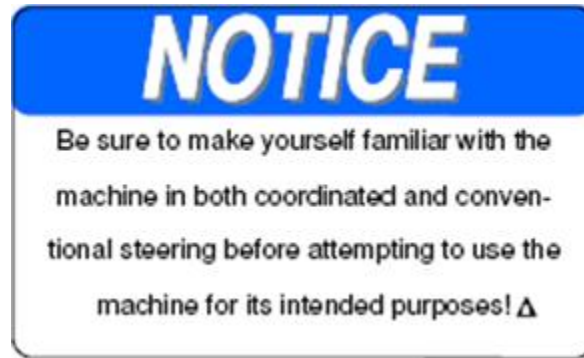 NOTICE
Be sure to make yourself familiar with the
machine in both coordinated and conven-
tional steering before attempting to use the
machine for its intended purposes! Δ